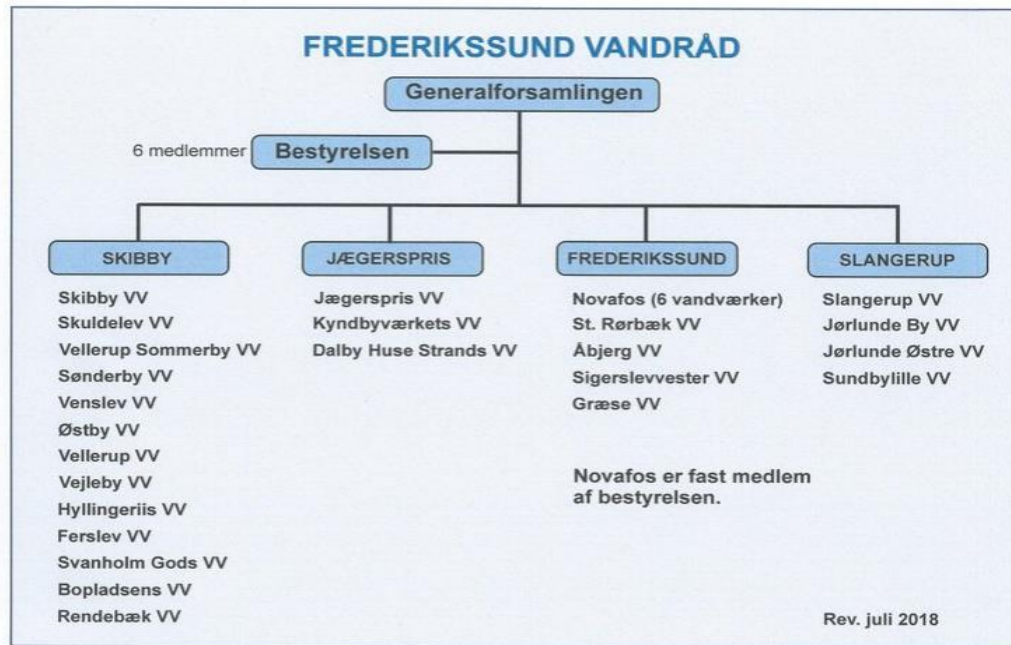 FREDERIKSSUND VANDRÅD
Generalforsamlingen
6 medlemmer
Bestyrelsen
SKIBBY
Skibby VV
Skuldelev VV
Vellerup Sommerby VV
Sønderby VV
Venslev VV
Østby VV
Vellerup VV
Vejleby VV
Hyllingeriis VV
Ferslev VV
Svanholm Gods VV
Bopladsens VV
Rendebæk VV
JÆGERSPRIS
Jægerspris VV
Kyndbyværkets VV
Dalby Huse Strands VV
FREDERIKSSUND
Novafos (6 vandværker)
St. Rørbæk VV
Åbjerg VV
Sigerslevvester VV
Græse VV
Novafos er fast medlem
af bestyrelsen.
SLANGERUP
Slangerup VV
Jørlunde By VV
Jørlunde Østre VV
Sundbylille VV
Rev. juli 2018